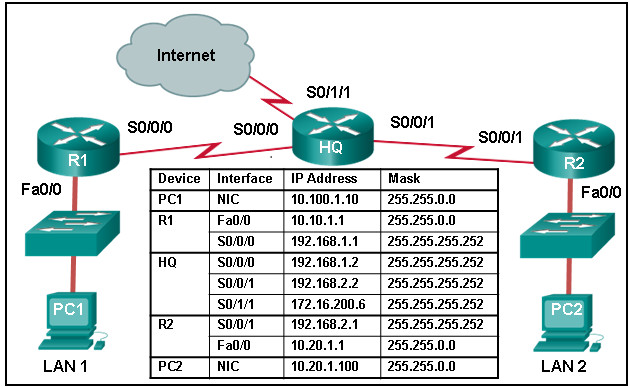 Internet
S0/1/1
S0/0/0
S0/0/0
HQ
S0/0/1
S0/0/1
R1
R2
Fa0/0
Fa0/0
Device Interface IP Address Mask
PC1 NIC 10.100.1.10 255.255.0.0
R1 Fa0/0 10.10.1.1 255.255.0.0
S0/0/0 192.168.1.1 255.255.255.252
HQ S0/0/0 192.168.1.2 255.255.255.252
S0/0/1 192.168.2.2 255.255.255.252
S0/1/1 172.16.200.6 255.255.255.252
R2 S0/0/1 192.168.2.1 255.255.255.252
Fa0/0 10.20.1.1 255.255.0.0
PC2 NIC 10.20.1.100 255.255.0.0
PC1
PC2
LAN 1
LAN 2